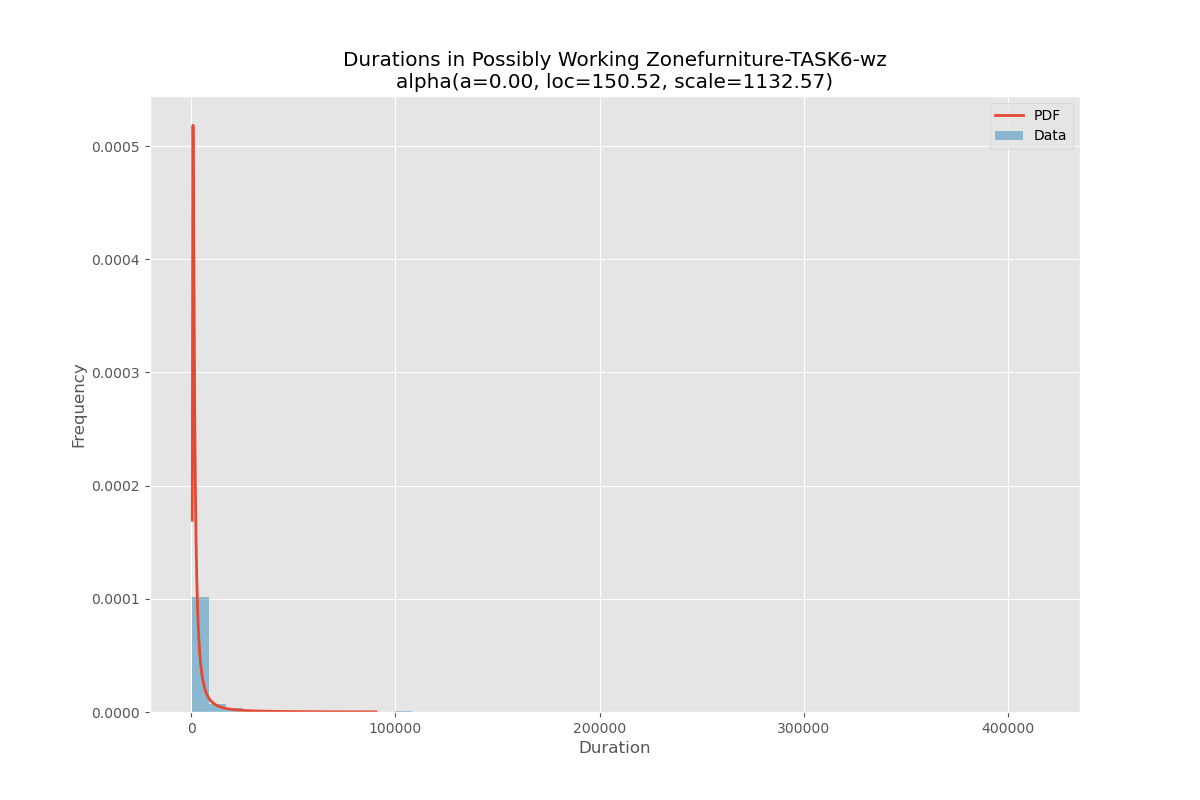 Durations in Possibly Working Zonefurniture-TASK6-wz
alpha(a=0.00, loc=150.52, scale=1132.57)
PDF
Data
0.0005
0.0004
0.0003
0.0002
0.0001
0.0000
Frequency
0
100000
200000
300000
400000
Duration